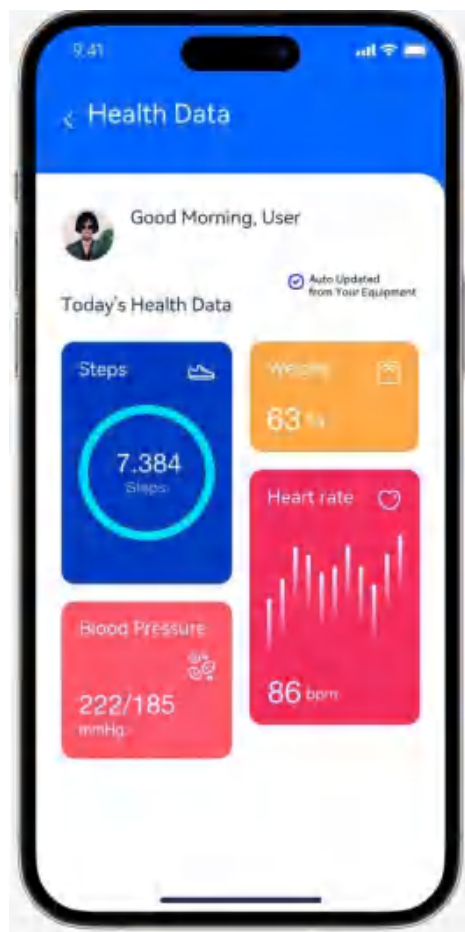 9.41
Health Data
Good Morning, User
Auto Updated
from Your Equipment
Today's Health Data
Steps
7.384
Steps
Weight
63
Heart rate
86 bpm
Blood Pressure
222/185
mmHg